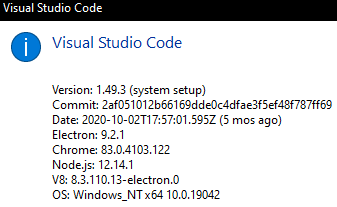 Visual Studio Code
Visual Studio Code
Version: 1.49.3 (system setup)
Commit: 2af051012b66169dde0c4dfae3f5ef48f787ff69
Date: 2020-10-02T17:57:01.595Z (5 mos ago)
Electron: 9.2.1
Chrome: 83.0.4103.122
Node.js: 12.14.1
V8: 8.3.110.13-electron.0
OS: Windows_NT x64 10.0.19042